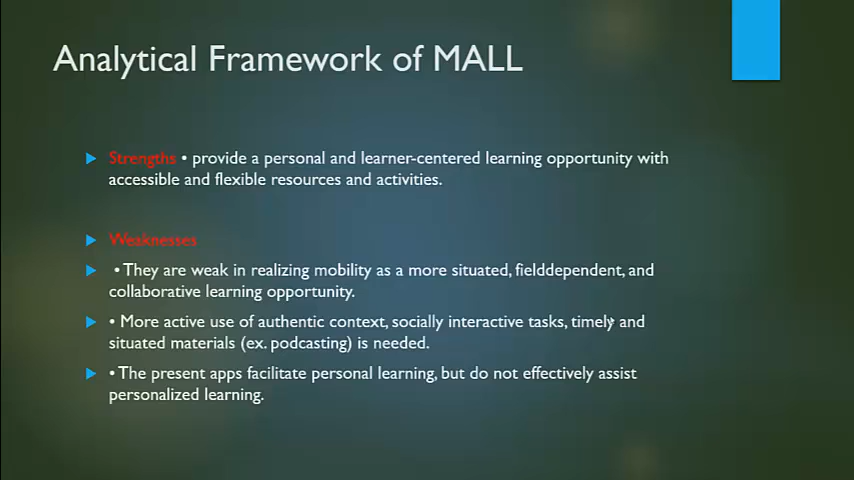 Analytical Framework of MALL
Strengths • provide a personal and learner-centered learning opportunity with
accessible and flexible resources and activities.
Weaknesses
• They are weak in realizing mobility as a more situated, fielddependent, and
collaborative learning opportunity.
• More active use of authentic context, socially interactive tasks, timely and
situated materials (ex. podcasting) is needed.
• The present apps facilitate personal learning, but do not effectively assist
personalized learning.